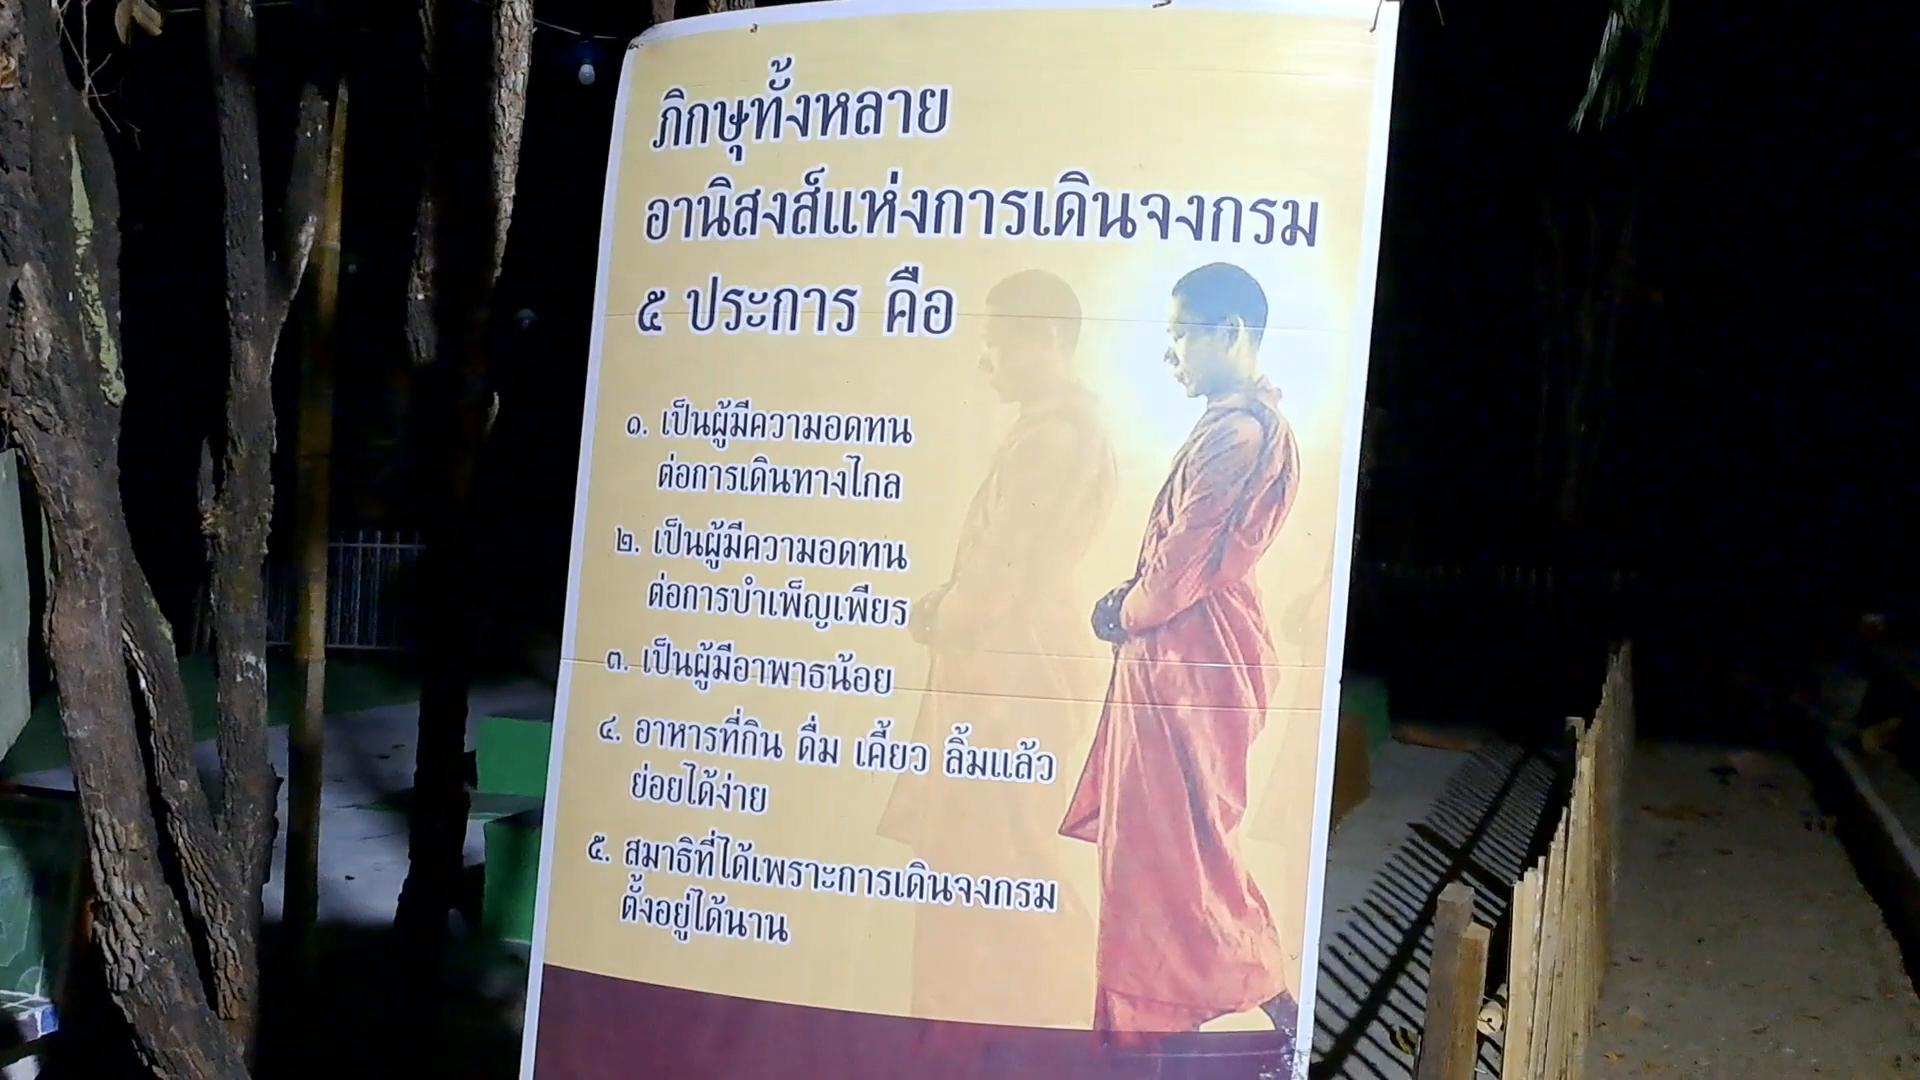 ภิกษุทั้งหลาย
อานิสงส์แห่งการเดินจงกรม
๕ ประการ คือ
๑. เป็นผู้มีความอดทน
ต่อการเดินทางไกล
๒. เป็นผู้มีความอดทน
ต่อการบำเพ็ญเพียร
๓. เป็นผู้มีอาพาธน้อย
๔. อาหารที่กิน ดื่ม เคี้ยว ลิ้มแล้ว
ย่อยได้ง่าย
๕. สมาธิที่ได้เพราะการเดินจงกรม
ตั้งอยู่ได้นาน